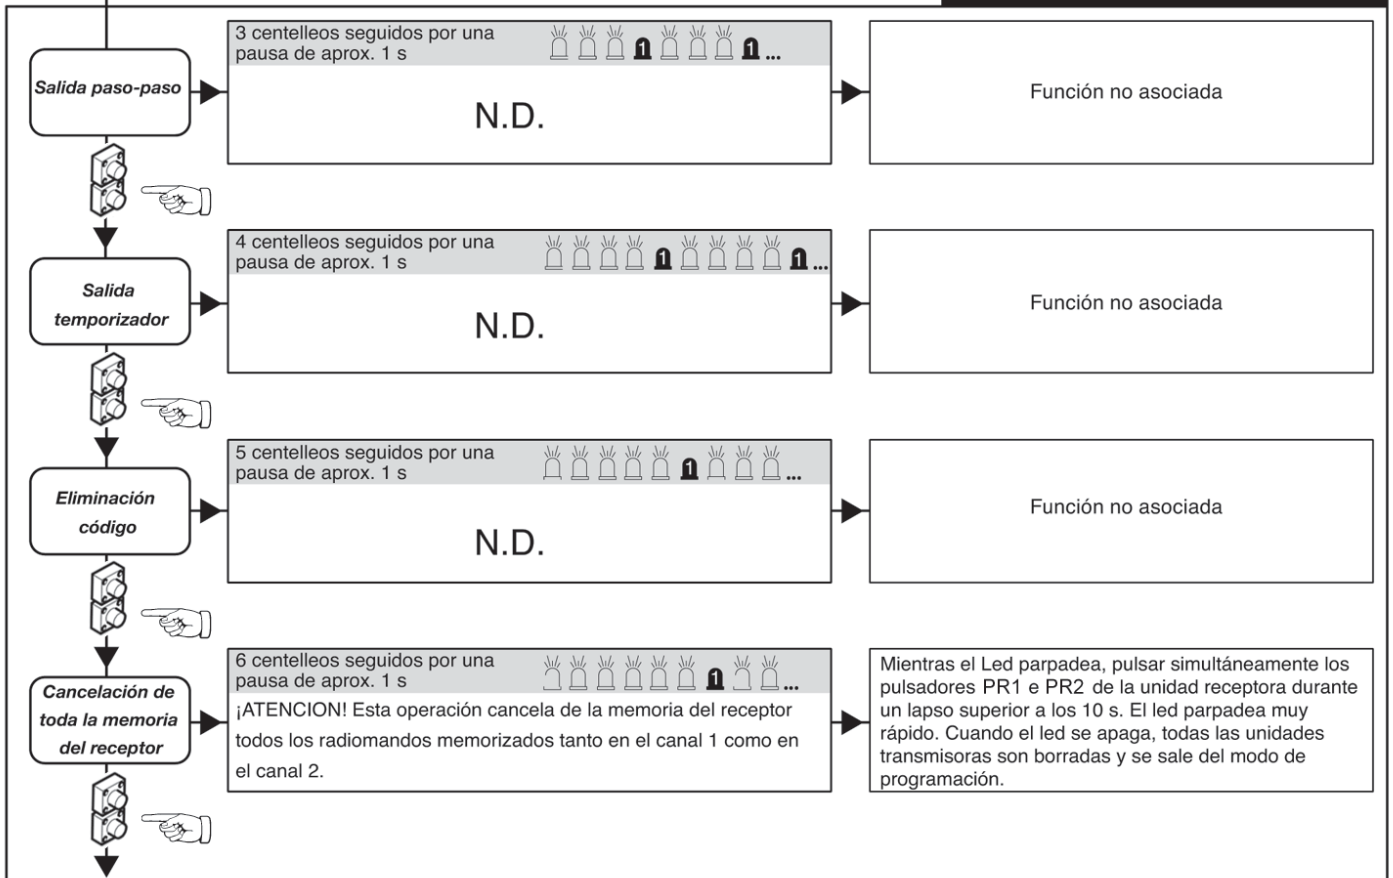 Salida paso-paso
3 centelleos seguidos por una
pausa de aprox. 1 s
1 1 ...
N.D.
Función no asociada
Salida
temporizador
4 centelleos seguidos por una
pausa de aprox. 1 s
1 1 ...
N.D.
Función no asociada
Eliminación
código
5 centelleos seguidos por una
pausa de aprox. 1 s
1 ...
N.D.
Función no asociada
Cancelación de
toda la memoria
del receptor
6 centelleos seguidos por una
pausa de aprox. 1 s
1 ...
¡ATENCION! Esta operación cancela de la memoria del receptor
todos los radiomandos memorizados tanto en el canal 1 como en
el canal 2.
Mientras el Led parpadea, pulsar simultáneamente los
pulsadores PR1 e PR2 de la unidad receptora durante
un lapso superior a los 10 s. El led parpadea muy
rápido. Cuando el led se apaga, todas las unidades
transmisoras son borradas y se sale del modo de
programación.